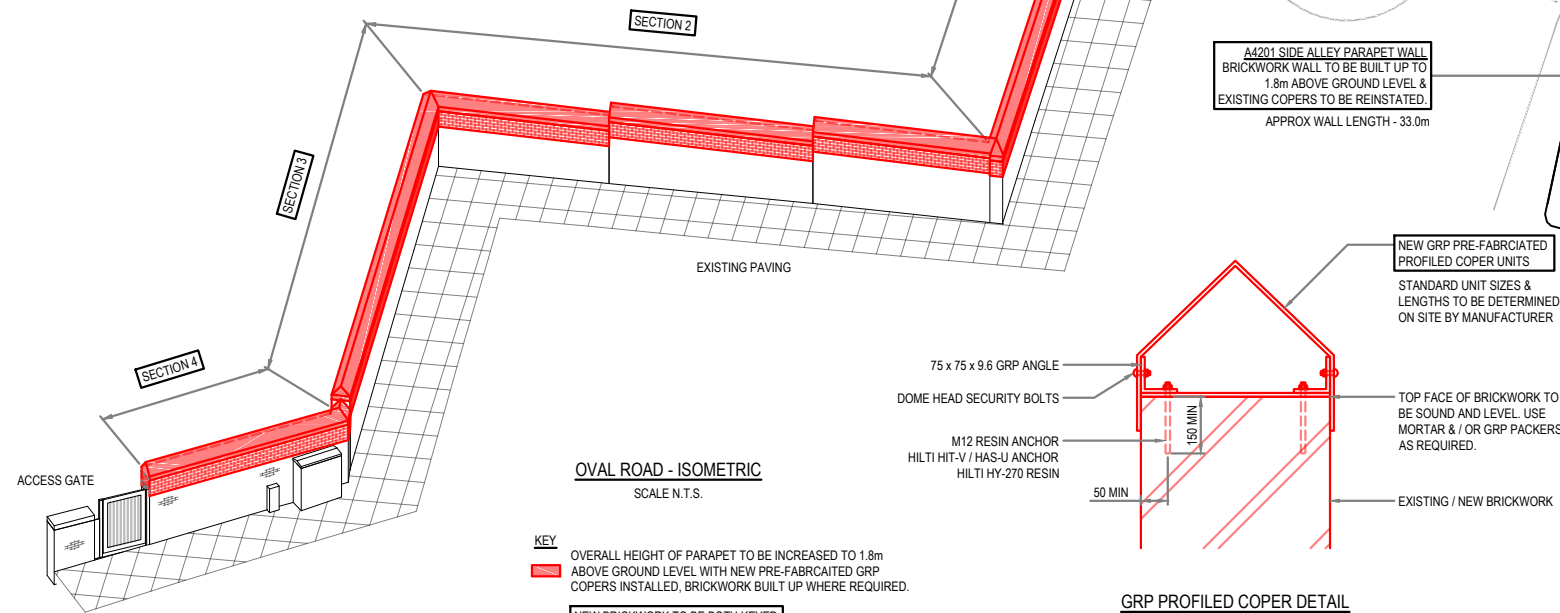 SECTION 2
A4201 SIDE ALLEY PARAPET WALL
BRICKWORK WALL TO BE BUILT UP TO
1.8m ABOVE GROUND LEVEL &
EXISTING COPERS TO BE REINSTATED.
APPROX WALL LENGTH - 33.0m
SECTION 3
EXISTING PAVING
NEW GRP PRE-FABRCIATED
PROFILED COPER UNITS
STANDARD UNIT SIZES &
LENGTHS TO BE DETERMINED
ON SITE BY MANUFACTURER
SECTION 4
75 x 75 x 9.6 GRP ANGLE
DOME HEAD SECURITY BOLTS
M12 RESIN ANCHOR
HILTI HIT-V / HAS-U ANCHOR
HILTI HY-270 RESIN
150 MIN
50 MIN
TOP FACE OF BRICKWORK TO
BE SOUND AND LEVEL. USE
MORTAR & / OR GRP PACKERS
AS REQUIRED.
EXISTING / NEW BRICKWORK
ACCESS GATE
OVAL ROAD - ISOMETRIC
SCALE N.T.S.
KEY
OVERALL HEIGHT OF PARAPET TO BE INCREASED TO 1.8m
ABOVE GROUND LEVEL WITH NEW PRE-FABRCAITED GRP
COPERS INSTALLED, BRICKWORK BUILT UP WHERE REQUIRED.
NEW BRICKWORK TO BE BOTH KEYED
GRP PROFILED COPER DETAIL